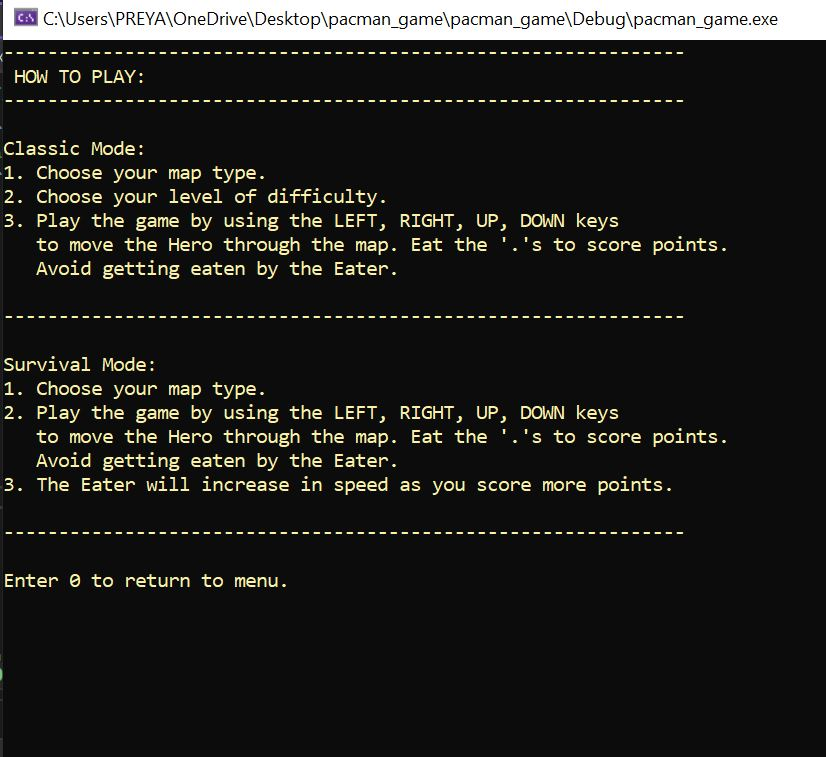 C:\Users\PREYA\OneDrive\Desktop\pacman_game\pacman_game\Debug\pacman_game.exe
--------------------------------------------------------------
HOW TO PLAY:
--------------------------------------------------------------
Classic Mode:
1. Choose your map type.
2. Choose your level of difficulty.
3. Play the game by using the LEFT, RIGHT, UP, DOWN keys
   to move the Hero through the map. Eat the '.'s to score points.
   Avoid getting eaten by the Eater.
--------------------------------------------------------------
Survival Mode:
1. Choose your map type.
2. Play the game by using the LEFT, RIGHT, UP, DOWN keys
   to move the Hero through the map. Eat the '.'s to score points.
   Avoid getting eaten by the Eater.
3. The Eater will increase in speed as you score more points.
--------------------------------------------------------------
Enter 0 to return to menu.